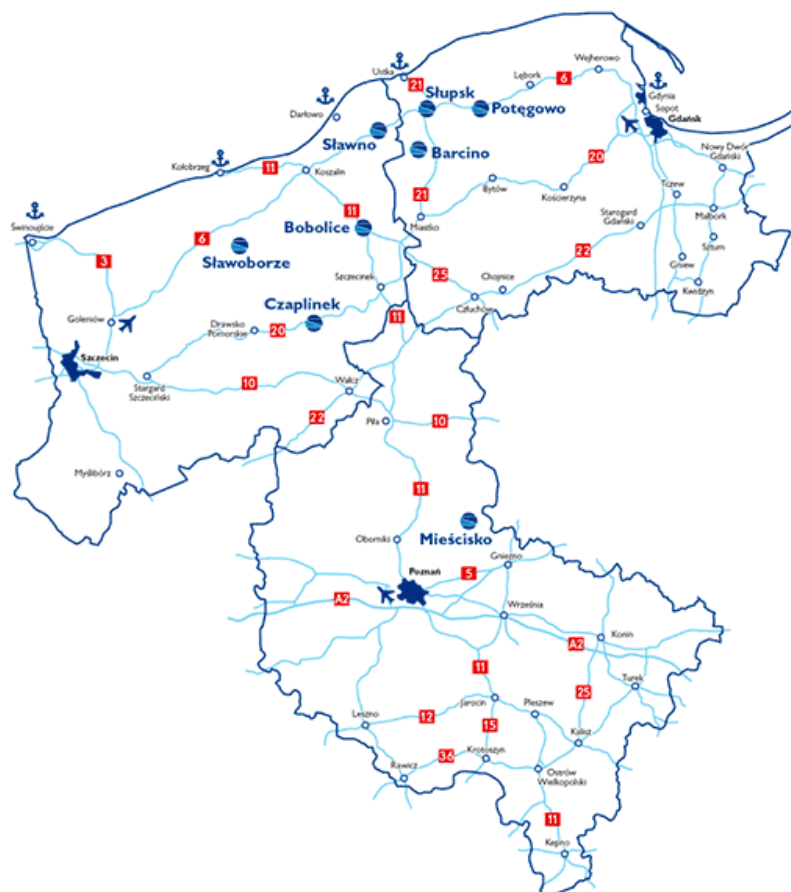 Wejherowo
Ustka
21
Lębork
6
Słupsk
Potęgowo
Gdynia
Sopot
Gdańsk
Darłowo
Sławno
Barcino
20
Nowy Dwór
Gdański
Kołobrzeg
11
Koszalin
Bytów
Kościerzyna
Tczew
21
Miastko
Starogard
Gdański
Malbork
Świnoujście
6
11
Bobolice
Sztum
3
Sławoborze
22
Gniew
Szczecinek
25
Chojnice
Kwidzyn
Człuchów
Goleniów
Czaplinek
11
Drawsko
Pomorskie
20
Szczecin
Stargard
Szczeciński
10
Wałcz
22
Piła
10
Myślibórz
11
Mieścisko
Oborniki
Gniezno
Poznań
5
A2
Września
Konin
A2
11
Turek
25
Leszno
12
Jarocin
Pleszew
15
Kalisz
36
Krotoszyn
Rawicz
Ostrów
Wielkopolski
11
Kępno